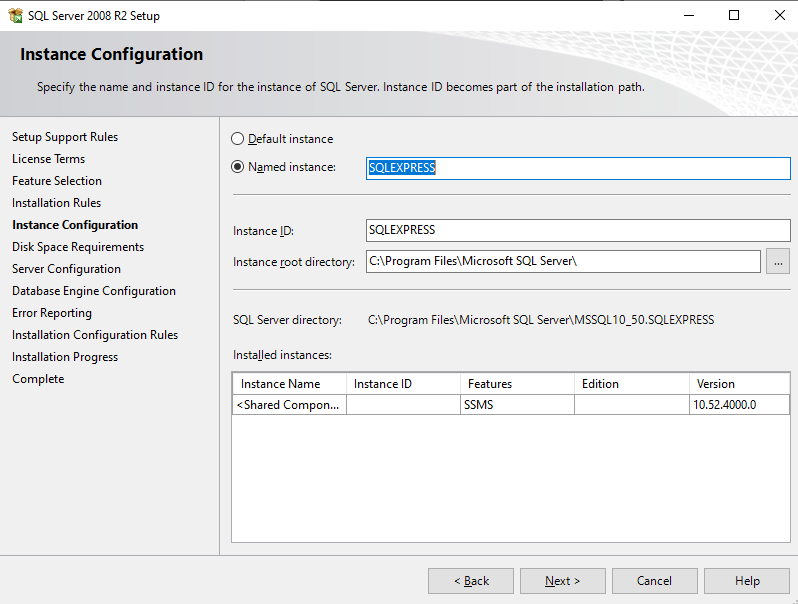 SQL Server 2008 R2 Setup
Instance Configuration
Specify the name and instance ID for the instance of SQL Server. Instance ID becomes part of the installation path.
Setup Support Rules
License Terms
Feature Selection
Installation Rules
Instance Configuration
Disk Space Requirements
Server Configuration
Database Engine Configuration
Error Reporting
Installation Configuration Rules
Installation Progress
Complete
Default instance
Named instance: SQLEXPRESS
Instance ID: SQLEXPRESS
Instance root directory: C:\Program Files\Microsoft SQL Server\ ...
SQL Server directory: C:\Program Files\Microsoft SQL Server\MSSQL10_50.SQLEXPRESS
Installed instances:
Instance Name Instance ID Features Edition Version
<Shared Compon... SSMS 10.52.4000.0
< Back Next > Cancel Help